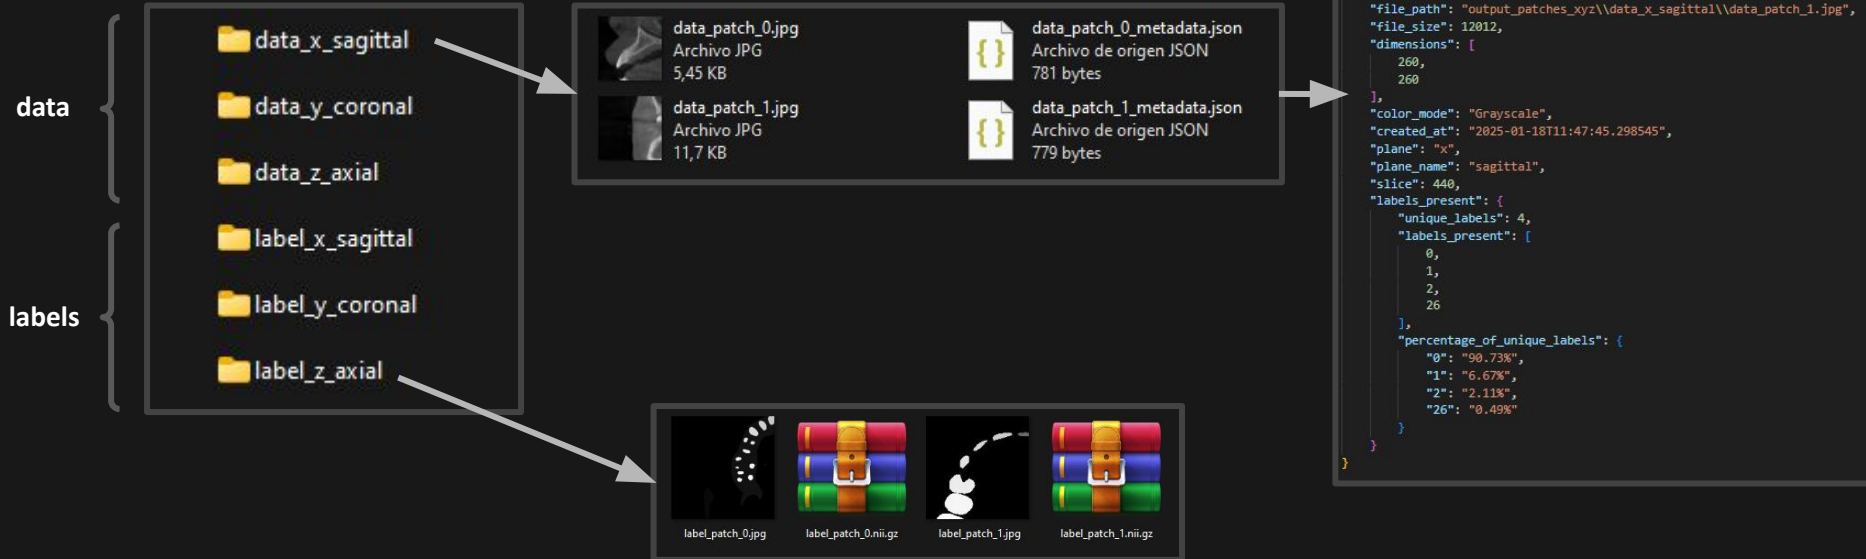 data
labels
data_x_sagittal
data_y_coronal
data_z_axial
label_x_sagittal
label_y_coronal
label_z_axial
data_patch_0.jpg
Archivo JPG
5,45 KB
data_patch_0_metadata.json
Archivo de origen JSON
781 bytes
data_patch_1.jpg
Archivo JPG
11,7 KB
data_patch_1_metadata.json
Archivo de origen JSON
779 bytes
"file_path": "output_patches_xyz\\data_x_sagittal\\data_patch_1.jpg",
"file_size": 12012,
"dimensions": [
260,
260
],
"color_mode": "Grayscale",
"created_at": "2025-01-18T11:47:45.298545",
"plane": "x",
"plane_name": "sagittal",
"slice": 440,
"labels_present": {
"unique_labels": 4,
"labels_present": [
0,
1,
2,
26
],
"percentage_of_unique_labels": {
"0": "90.73%",
"1": "6.67%",
"2": "2.11%",
"26": "0.49%"
}
}
}
label_patch_0.jpg
label_patch_0.nii.gz
label_patch_1.jpg
label_patch_1.nii.gz